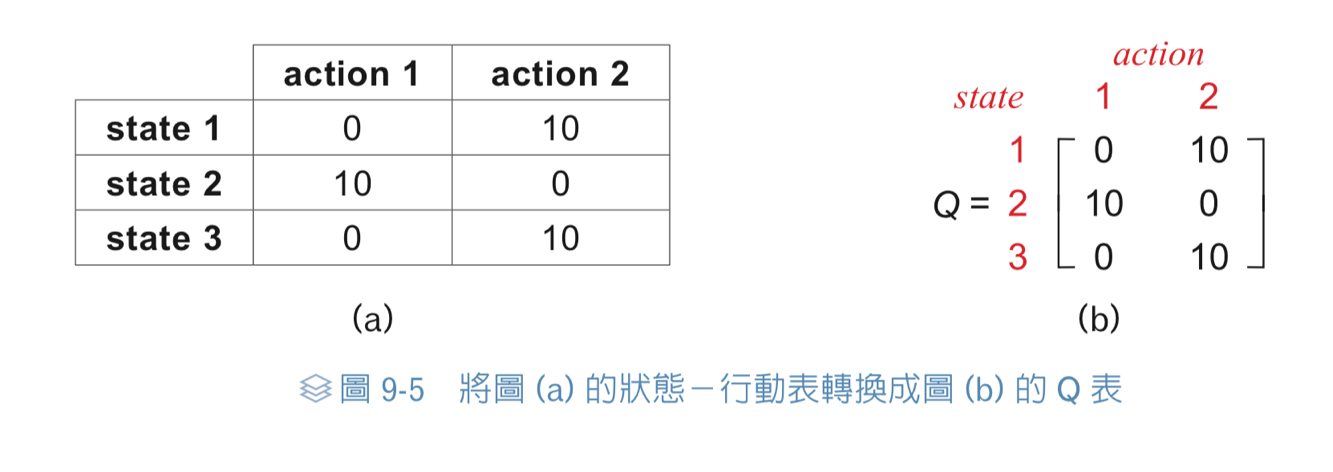 action 1 action 2
state 1 0 10
state 2 10 0
state 3 0 10
(a)
action
state 1 2
1 0 10
Q = 2 10 0
3 0 10
(b)
圖 9-5 將圖 (a) 的狀態－行動表轉換成圖 (b) 的 Q 表